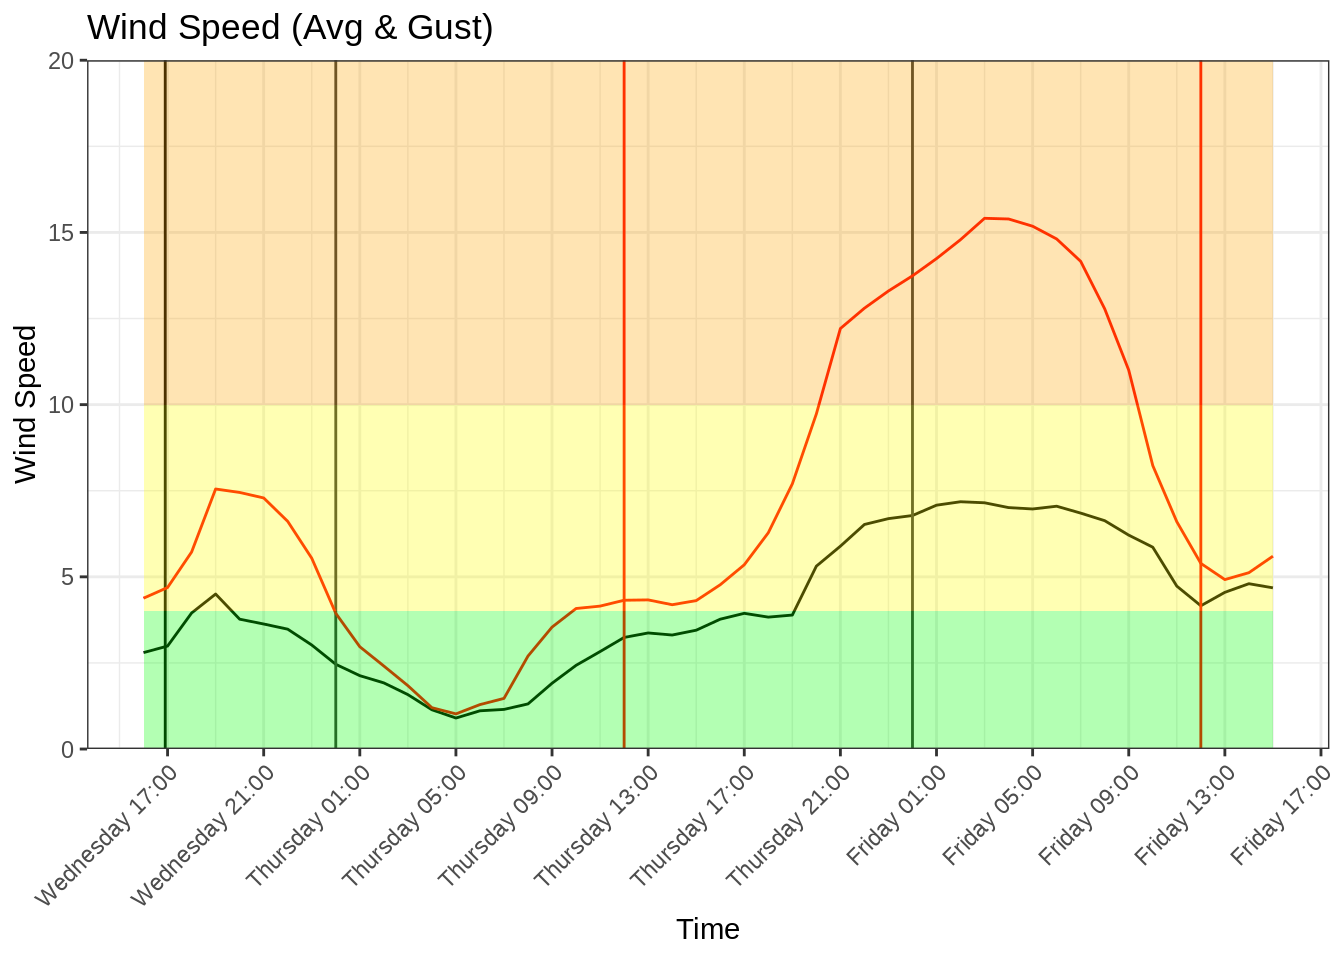 Wind Speed (Avg & Gust)
20
15
10
5
0
Wind Speed
Wednesday 17:00
Wednesday 21:00
Thursday 01:00
Thursday 05:00
Thursday 09:00
Thursday 13:00
Thursday 17:00
Thursday 21:00
Friday 01:00
Friday 05:00
Friday 09:00
Friday 13:00
Friday 17:00
Time